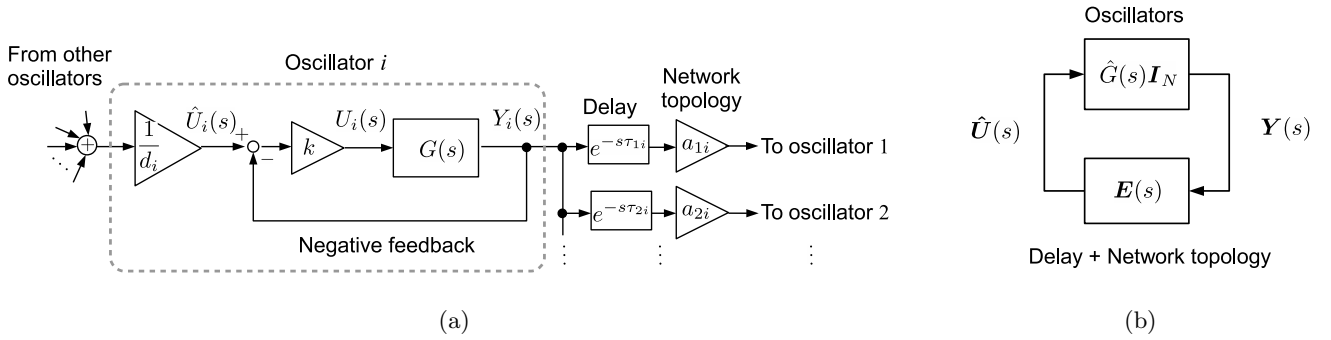 From other
oscillators
Oscillator i
1/d_i
Û_i(s)
+
−
k
U_i(s)
G(s)
Y_i(s)
Negative feedback
Delay
Network
topology
e^{-sτ_{1i}}
a_{1i}
To oscillator 1
e^{-sτ_{2i}}
a_{2i}
To oscillator 2
(a)
Oscillators
Ĝ(s)I_N
Û(s)
Y(s)
E(s)
Delay + Network topology
(b)